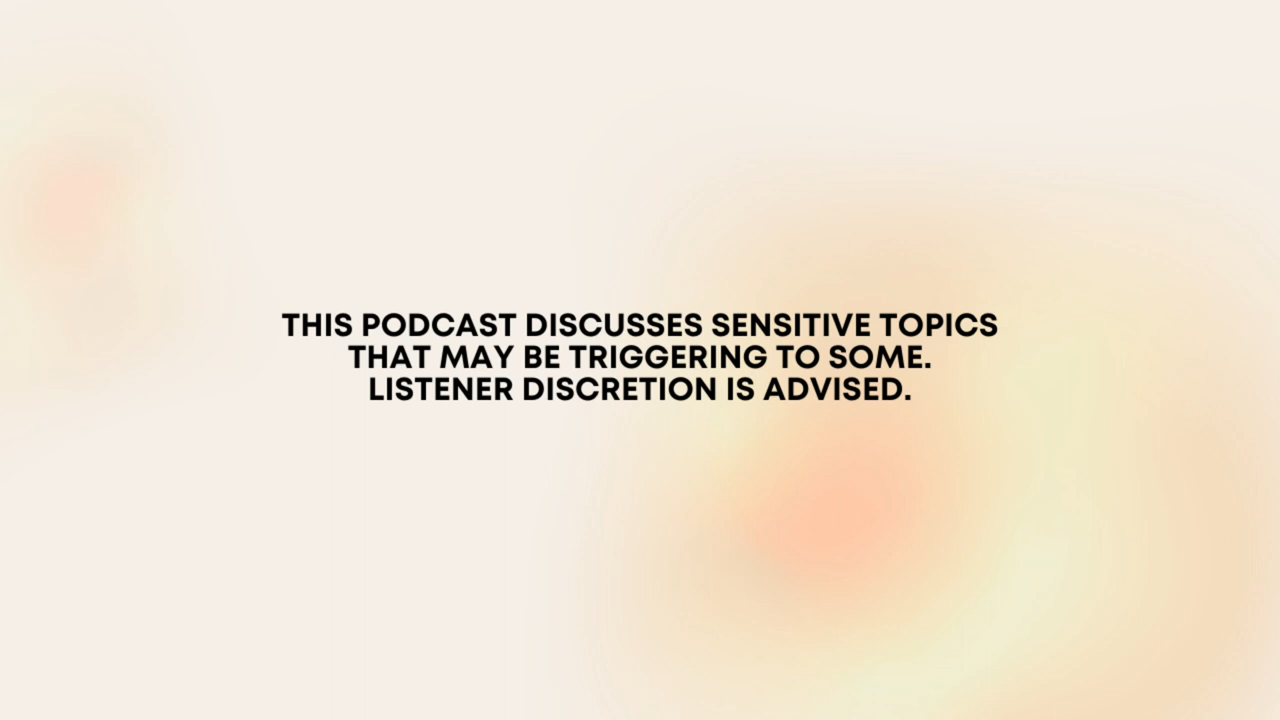 THIS PODCAST DISCUSSES SENSITIVE TOPICS
THAT MAY BE TRIGGERING TO SOME.
LISTENER DISCRETION IS ADVISED.